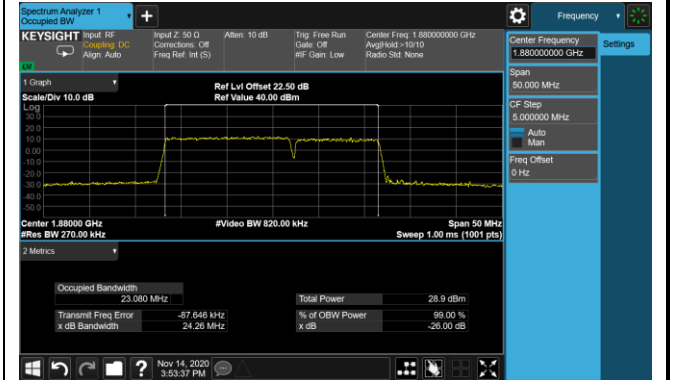 Spectrum Analyzer 1
Occupied BW
Frequency
KEYSIGHT Input: RF
Coupling: DC
Align: Auto
Input Z: 50 Ω
Corrections: Off
Freq Ref: Int (S)
Atten: 10 dB
Trig: Free Run
Gate: Off
#IF Gain: Low
Center Freq: 1.880000000 GHz
Avg|Hold:>10/10
Radio Std: None
Center Frequency
1.880000000 GHz
Settings
Span
50.000 MHz
CF Step
5.000000 MHz
Auto
Man
Freq Offset
0 Hz
1 Graph
Scale/Div 10.0 dB
Ref Lvl Offset 22.50 dB
Ref Value 40.00 dBm
Log
30.0
20.0
10.0
0.00
-10.0
-20.0
-30.0
-40.0
-50.0
Center 1.88000 GHz
#Res BW 270.00 kHz
#Video BW 820.00 kHz
Span 50 MHz
Sweep 1.00 ms (1001 pts)
2 Metrics
Occupied Bandwidth
23.080 MHz
Total Power 28.9 dBm
Transmit Freq Error -87.646 kHz
% of OBW Power 99.00 %
x dB Bandwidth 24.26 MHz
x dB -26.00 dB
Nov 14, 2020
3:53:37 PM